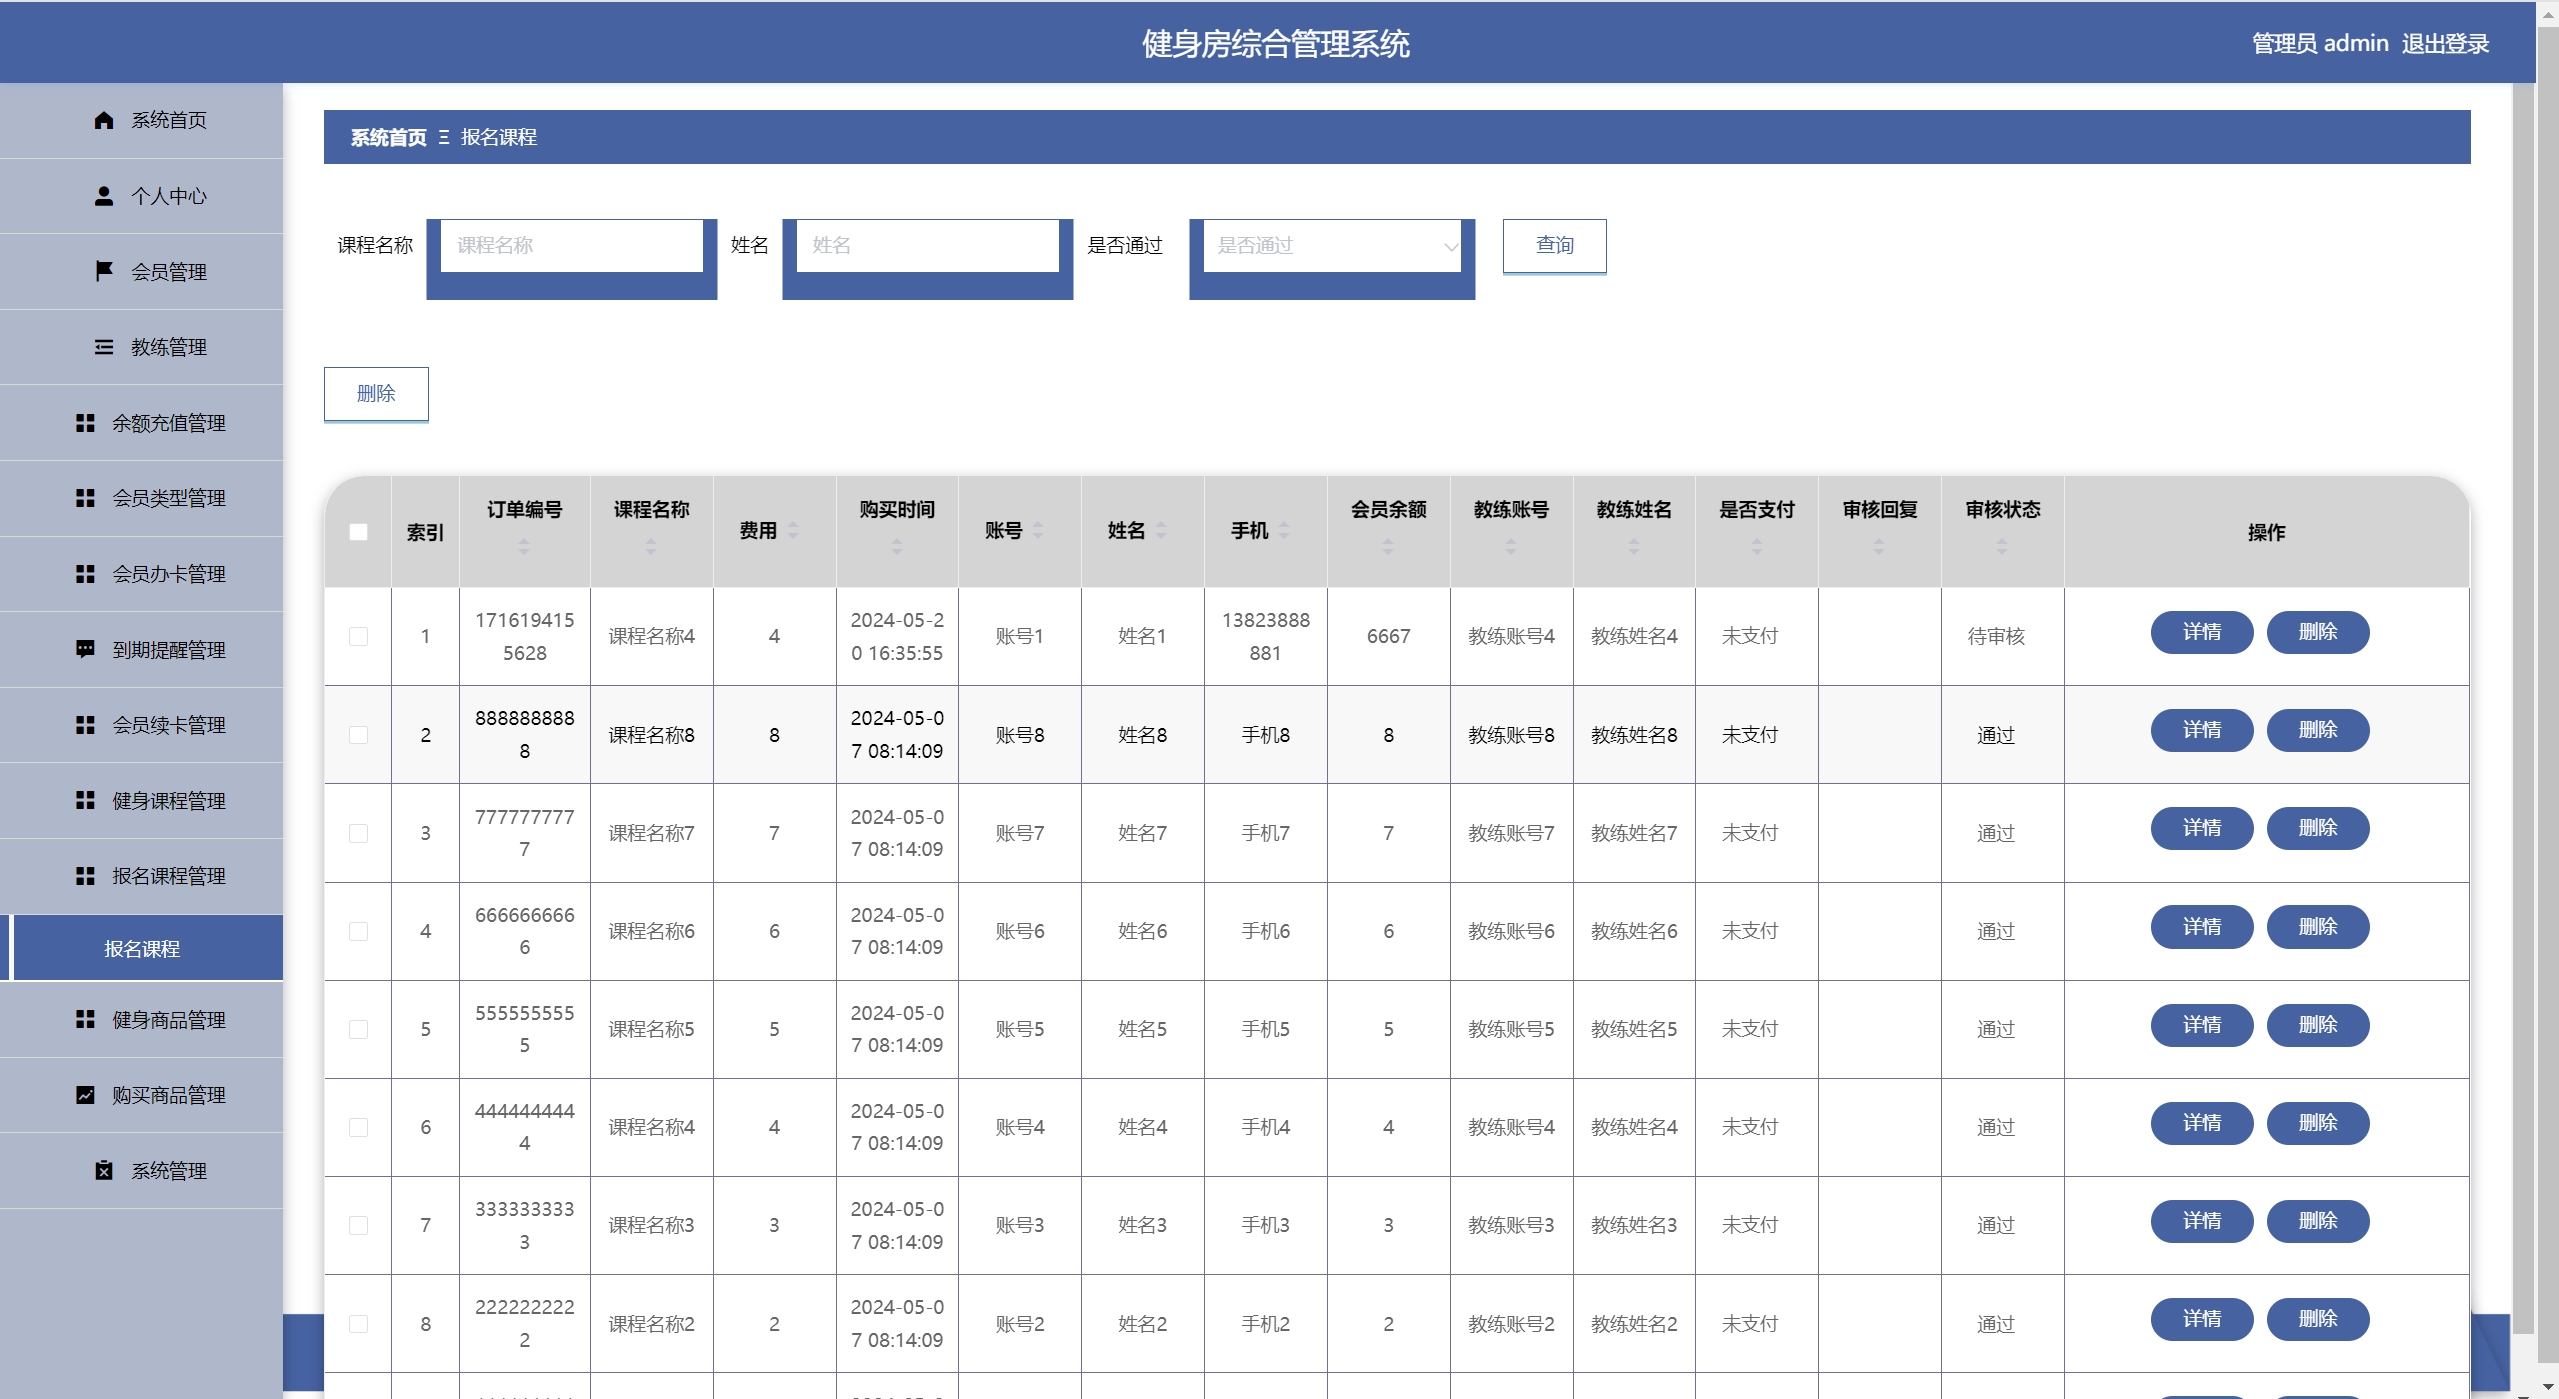 健身房综合管理系统
管理员 admin 退出登录
系统首页
个人中心
会员管理
教练管理
余额充值管理
会员类型管理
会员办卡管理
到期提醒管理
会员续卡管理
健身课程管理
报名课程管理
报名课程
健身商品管理
购买商品管理
系统管理
系统首页 Ξ 报名课程
课程名称 课程名称 姓名 姓名 是否通过 是否通过 查询
删除
索引 订单编号 课程名称 费用 购买时间 账号 姓名 手机 会员余额 教练账号 教练姓名 是否支付 审核回复 审核状态 操作
1 1716194155628 课程名称4 4 2024-05-20 16:35:55 账号1 姓名1 13823888881 6667 教练账号4 教练姓名4 未支付 待审核 详情 删除
2 8888888888 课程名称8 8 2024-05-07 08:14:09 账号8 姓名8 手机8 8 教练账号8 教练姓名8 未支付 通过 详情 删除
3 7777777777 课程名称7 7 2024-05-07 08:14:09 账号7 姓名7 手机7 7 教练账号7 教练姓名7 未支付 通过 详情 删除
4 6666666666 课程名称6 6 2024-05-07 08:14:09 账号6 姓名6 手机6 6 教练账号6 教练姓名6 未支付 通过 详情 删除
5 5555555555 课程名称5 5 2024-05-07 08:14:09 账号5 姓名5 手机5 5 教练账号5 教练姓名5 未支付 通过 详情 删除
6 4444444444 课程名称4 4 2024-05-07 08:14:09 账号4 姓名4 手机4 4 教练账号4 教练姓名4 未支付 通过 详情 删除
7 3333333333 课程名称3 3 2024-05-07 08:14:09 账号3 姓名3 手机3 3 教练账号3 教练姓名3 未支付 通过 详情 删除
8 2222222222 课程名称2 2 2024-05-07 08:14:09 账号2 姓名2 手机2 2 教练账号2 教练姓名2 未支付 通过 详情 删除